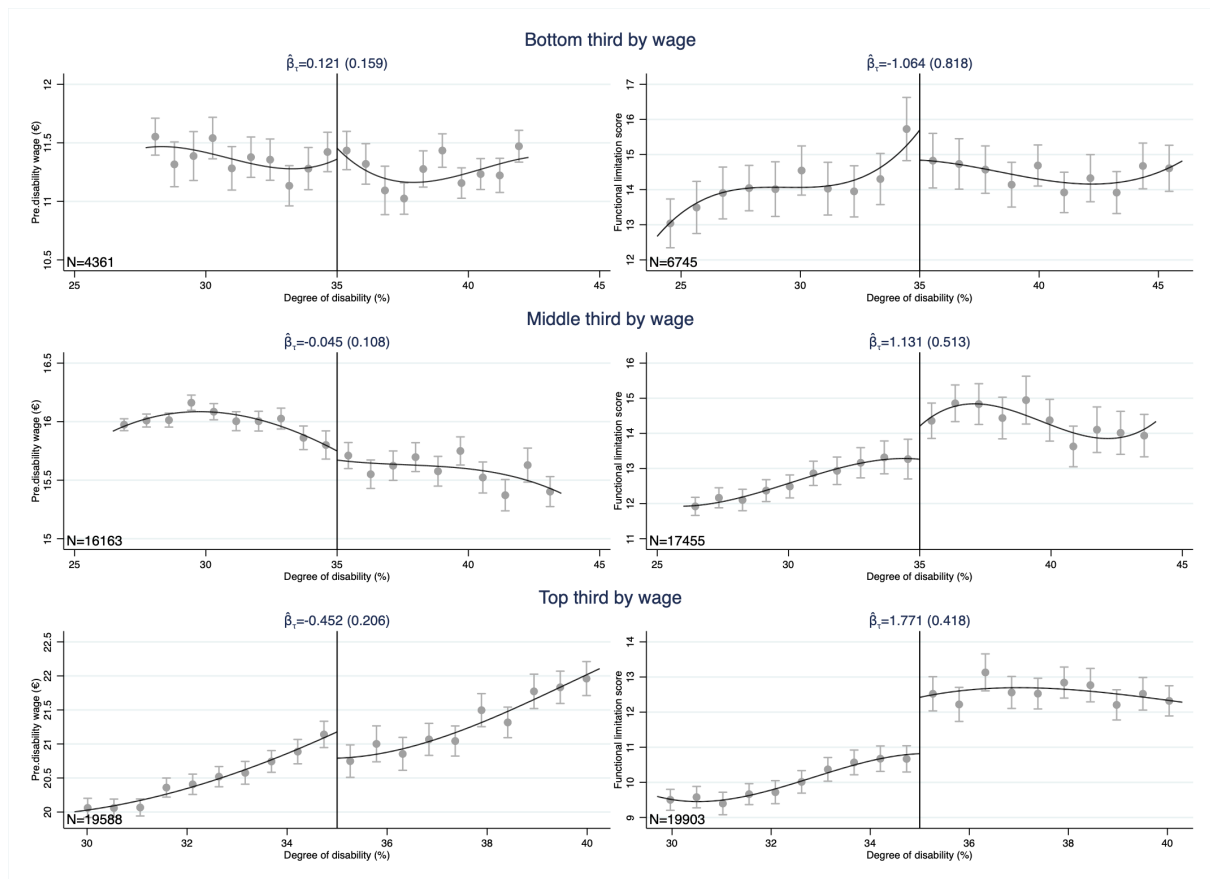 Bottom third by wage
β̂τ=0.121 (0.159)
Pre.disability wage (€)
12
11.5
11
10.5
N=4361
25 30 35 40 45
Degree of disability (%)
β̂τ=-1.064 (0.818)
Functional limitation score
17
16
15
14
13
12
N=6745
25 30 35 40 45
Degree of disability (%)
Middle third by wage
β̂τ=-0.045 (0.108)
Pre.disability wage (€)
16.5
16
15.5
15
N=16163
25 30 35 40 45
Degree of disability (%)
β̂τ=1.131 (0.513)
Functional limitation score
16
15
14
13
12
11
N=17455
25 30 35 40 45
Degree of disability (%)
Top third by wage
β̂τ=-0.452 (0.206)
Pre.disability wage (€)
22.5
22
21.5
21
20.5
20
N=19588
30 32 34 36 38 40
Degree of disability (%)
β̂τ=1.771 (0.418)
Functional limitation score
14
13
12
11
10
9
N=19903
30 32 34 36 38 40
Degree of disability (%)